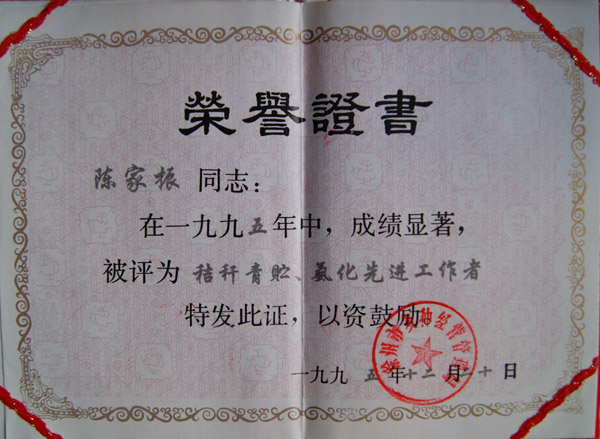 榮譽證書
陈家振 同志：
在一九九五年中，成绩显著，
被评为 秸秆青贮、氨化先进工作者
特发此证，以资鼓励。
一九九五年十二月二十日